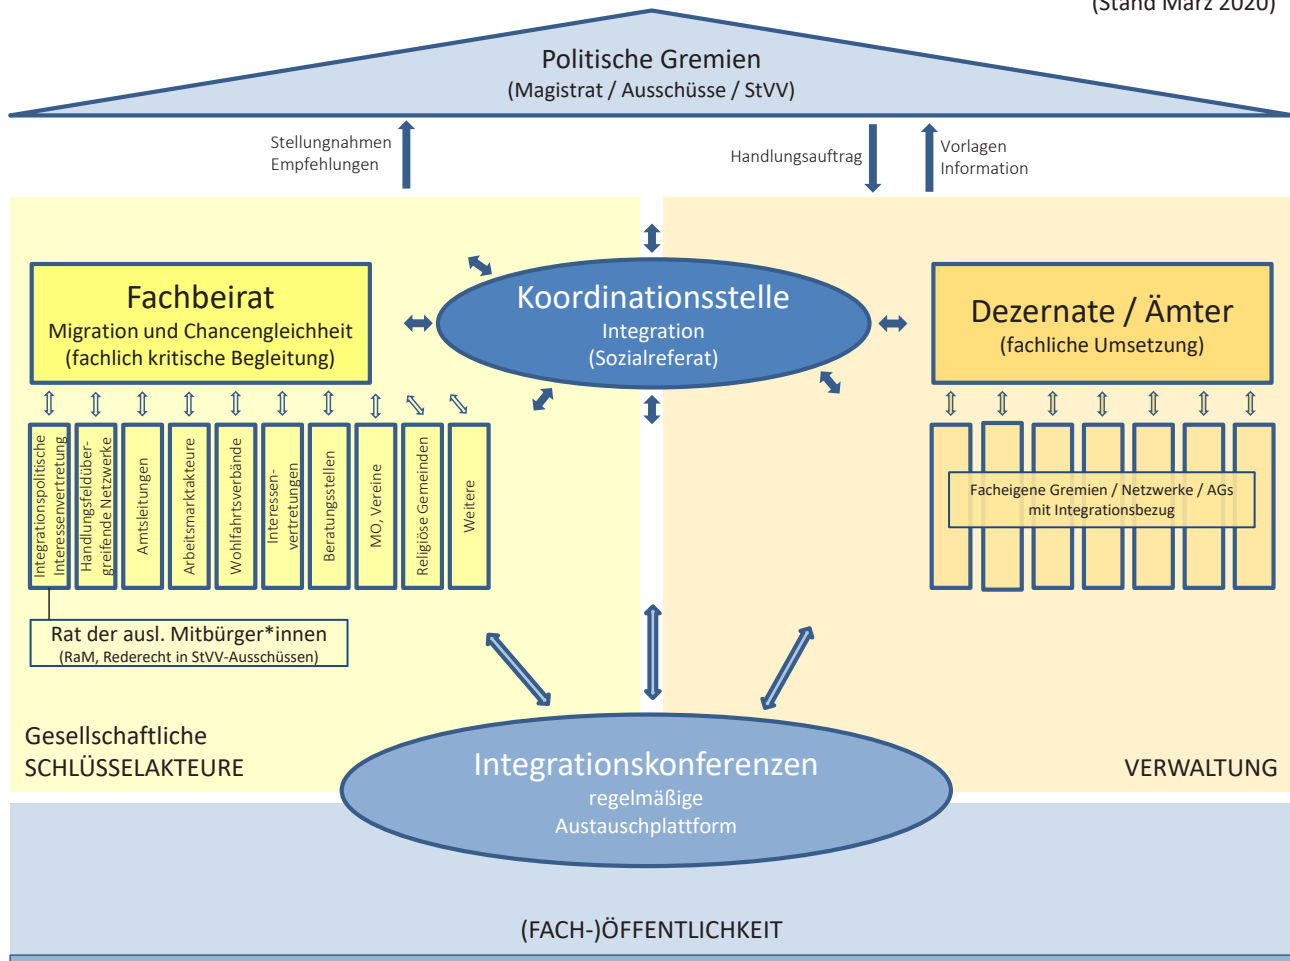 (Stand März 2020)
Politische Gremien
(Magistrat / Ausschüsse / StVV)
Stellungnahmen
Empfehlungen
Handlungsauftrag
Vorlagen
Information
Fachbeirat
Migration und Chancengleichheit
(fachlich kritische Begleitung)
Koordinationsstelle
Integration
(Sozialreferat)
Dezernate / Ämter
(fachliche Umsetzung)
Integrationspolitische
Interessenvertretung
Handlungsfeldüber-
greifende Netzwerke
Amtsleitungen
Arbeitsmarktakteure
Wohlfahrtsverbände
Interessen-
vertretungen
Beratungsstellen
MO, Vereine
Religiöse Gemeinden
Weitere
Facheigene Gremien / Netzwerke / AGs
mit Integrationsbezug
Rat der ausl. Mitbürger*innen
(RaM, Rederecht in StVV-Ausschüssen)
Gesellschaftliche
SCHLÜSSELAKTEURE
Integrationskonferenzen
regelmäßige
Austauschplattform
VERWALTUNG
(FACH-)ÖFFENTLICHKEIT